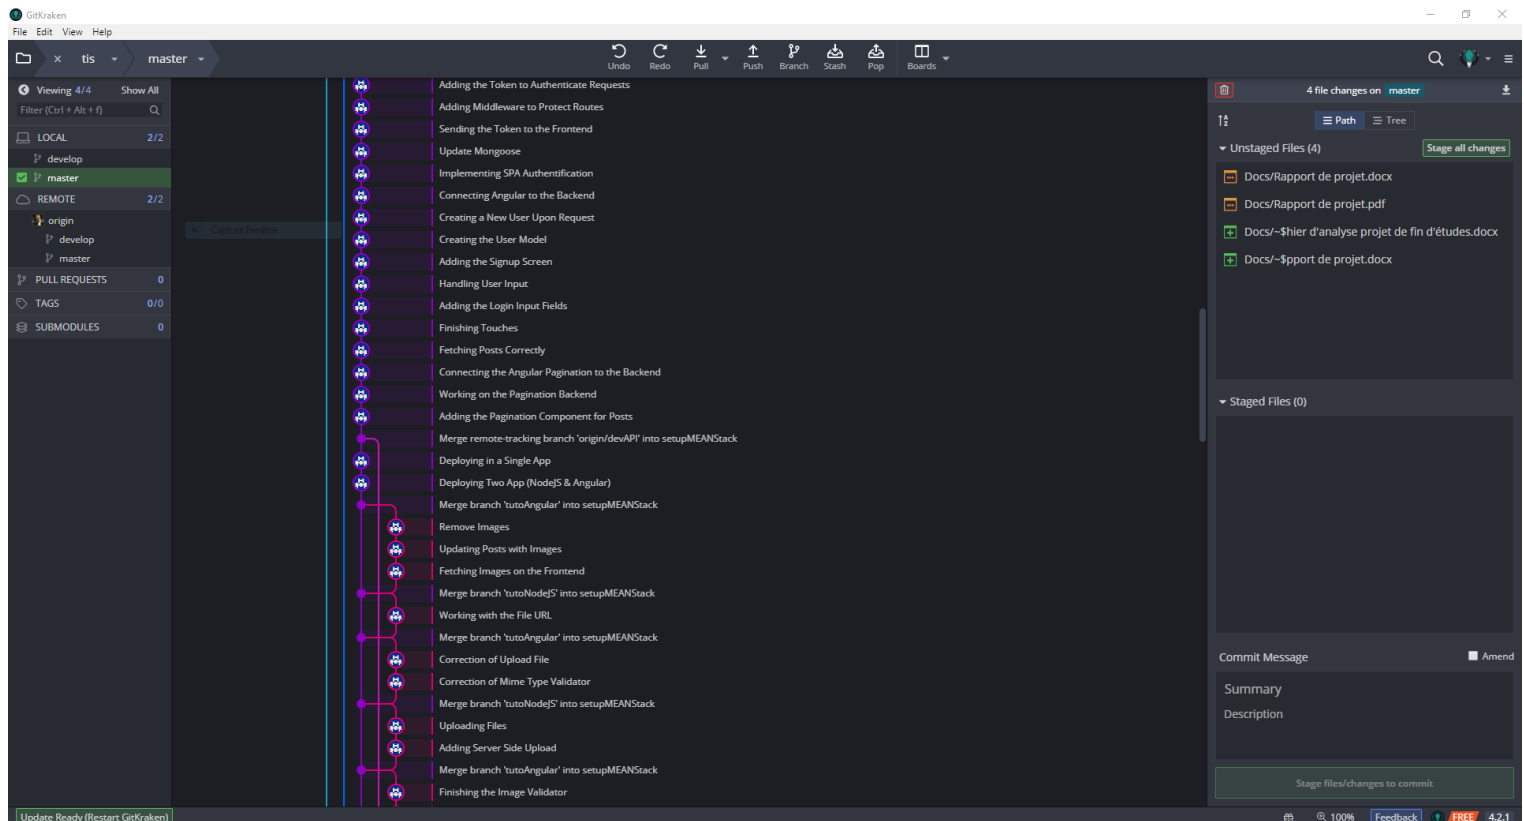 GitKraken
File Edit View Help
tis
master
Undo
Redo
Pull
Push
Branch
Stash
Pop
Boards
Viewing 4/4 Show All
Filter (Ctrl + Alt + f)
LOCAL 2/2
develop
master
REMOTE 2/2
origin
develop
master
PULL REQUESTS 0
TAGS 0/0
SUBMODULES 0
Capture Fenêtre
Adding the Token to Authenticate Requests
Adding Middleware to Protect Routes
Sending the Token to the Frontend
Update Mongoose
Implementing SPA Authentification
Connecting Angular to the Backend
Creating a New User Upon Request
Creating the User Model
Adding the Signup Screen
Handling User Input
Adding the Login Input Fields
Finishing Touches
Fetching Posts Correctly
Connecting the Angular Pagination to the Backend
Working on the Pagination Backend
Adding the Pagination Component for Posts
Merge remote-tracking branch 'origin/devAPI' into setupMEANStack
Deploying in a Single App
Deploying Two App (NodeJS & Angular)
Merge branch 'tutoAngular' into setupMEANStack
Remove Images
Updating Posts with Images
Fetching Images on the Frontend
Merge branch 'tutoNodeJS' into setupMEANStack
Working with the File URL
Merge branch 'tutoAngular' into setupMEANStack
Correction of Upload File
Correction of Mime Type Validator
Merge branch 'tutoNodeJS' into setupMEANStack
Uploading Files
Adding Server Side Upload
Merge branch 'tutoAngular' into setupMEANStack
Finishing the Image Validator
4 file changes on master
Path
Tree
Unstaged Files (4)
Stage all changes
Docs/Rapport de projet.docx
Docs/Rapport de projet.pdf
Docs/~$hier d'analyse projet de fin d'études.docx
Docs/~$pport de projet.docx
Staged Files (0)
Commit Message
Amend
Summary
Description
Stage files/changes to commit
Update Ready (Restart GitKraken)
100%
Feedback
FREE
4.2.1